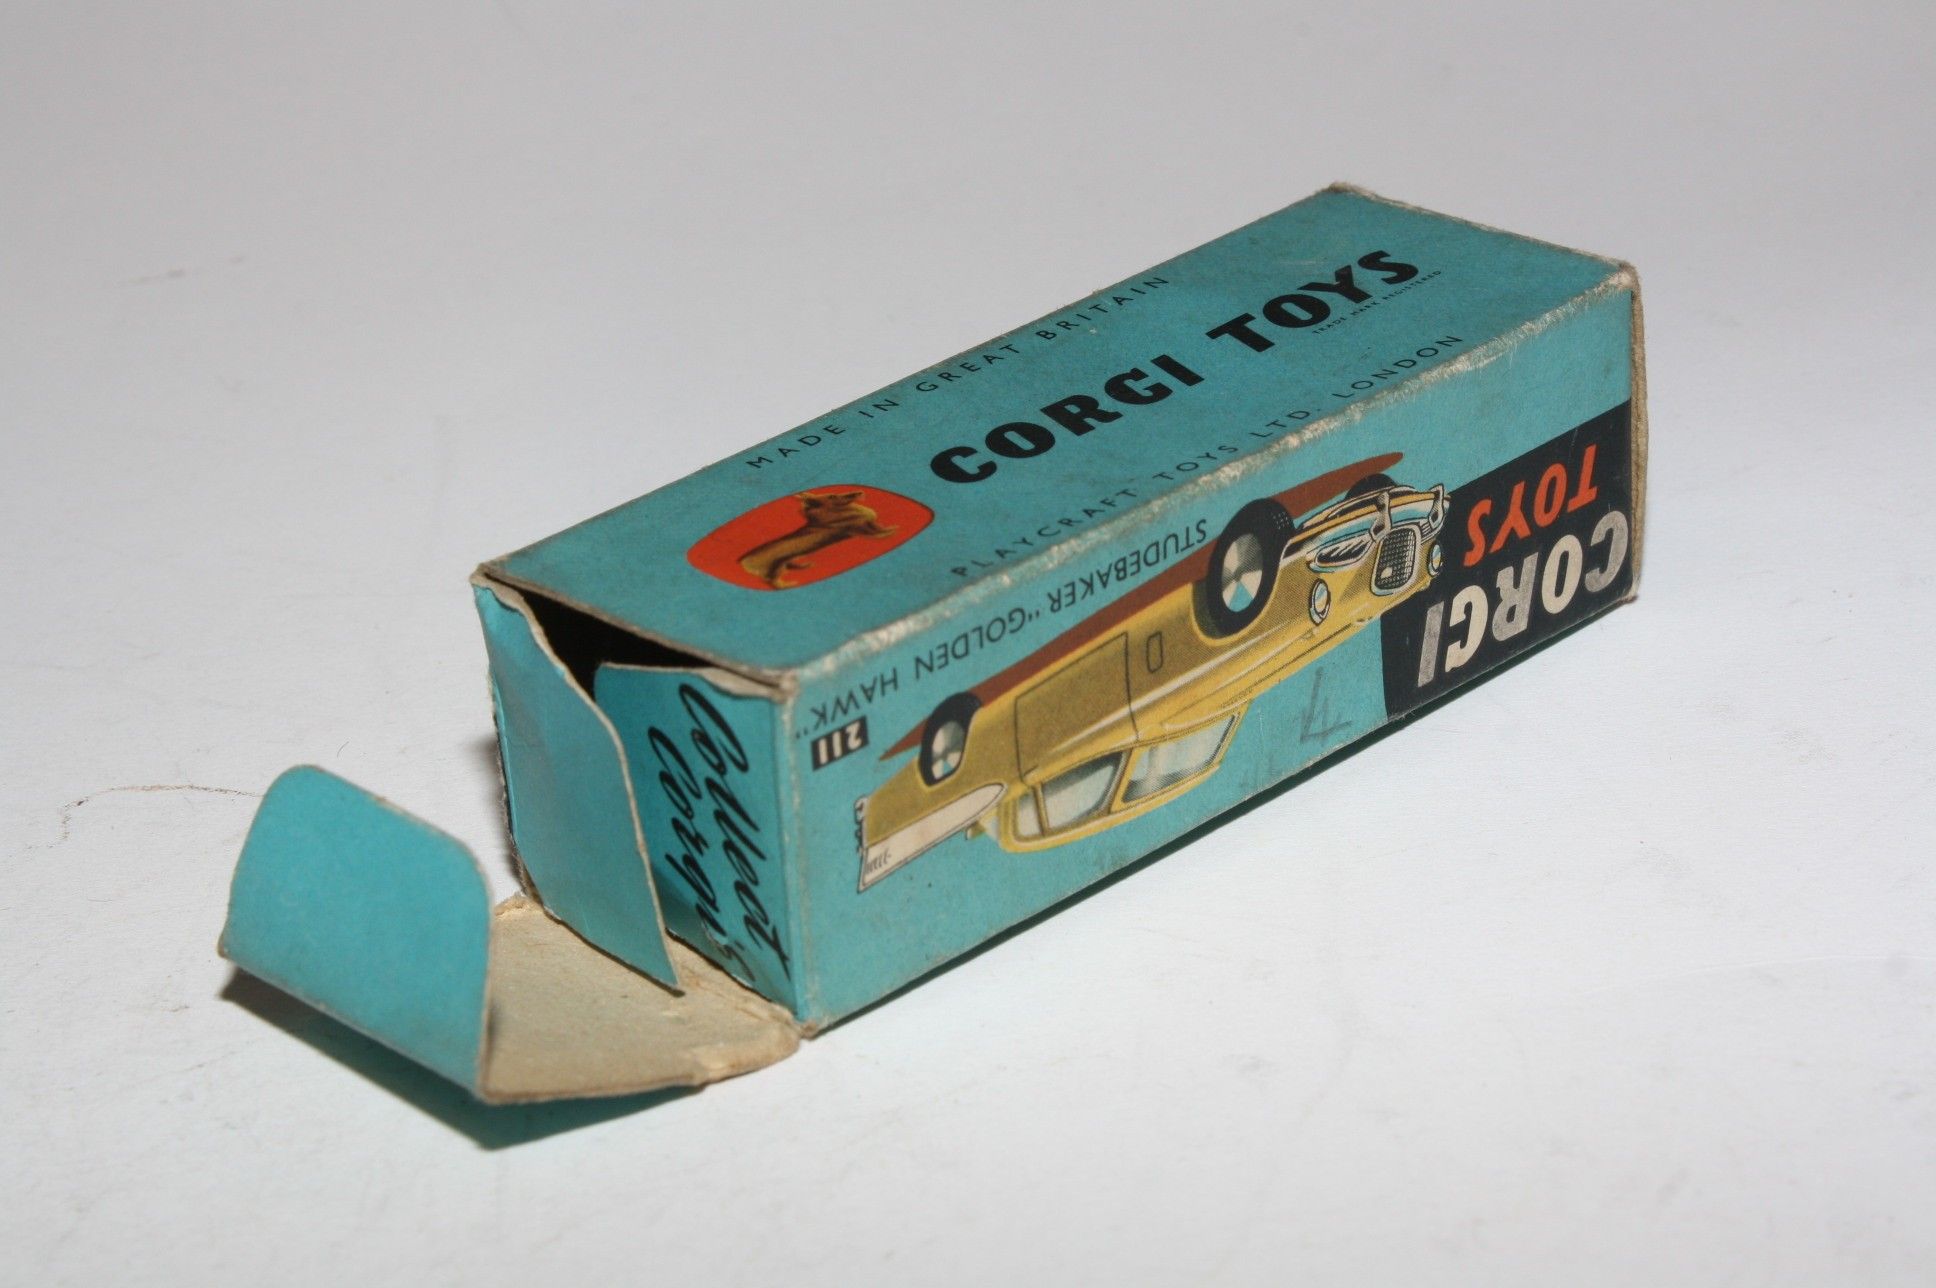 MADE IN GREAT BRITAIN
CORGI TOYS
TRADE MARK REGISTERED
PLAYCRAFT TOYS LTD. LONDON
STUDEBAKER "GOLDEN HAWK"
211
CORGI
TOYS
4
Collect
Corgi's